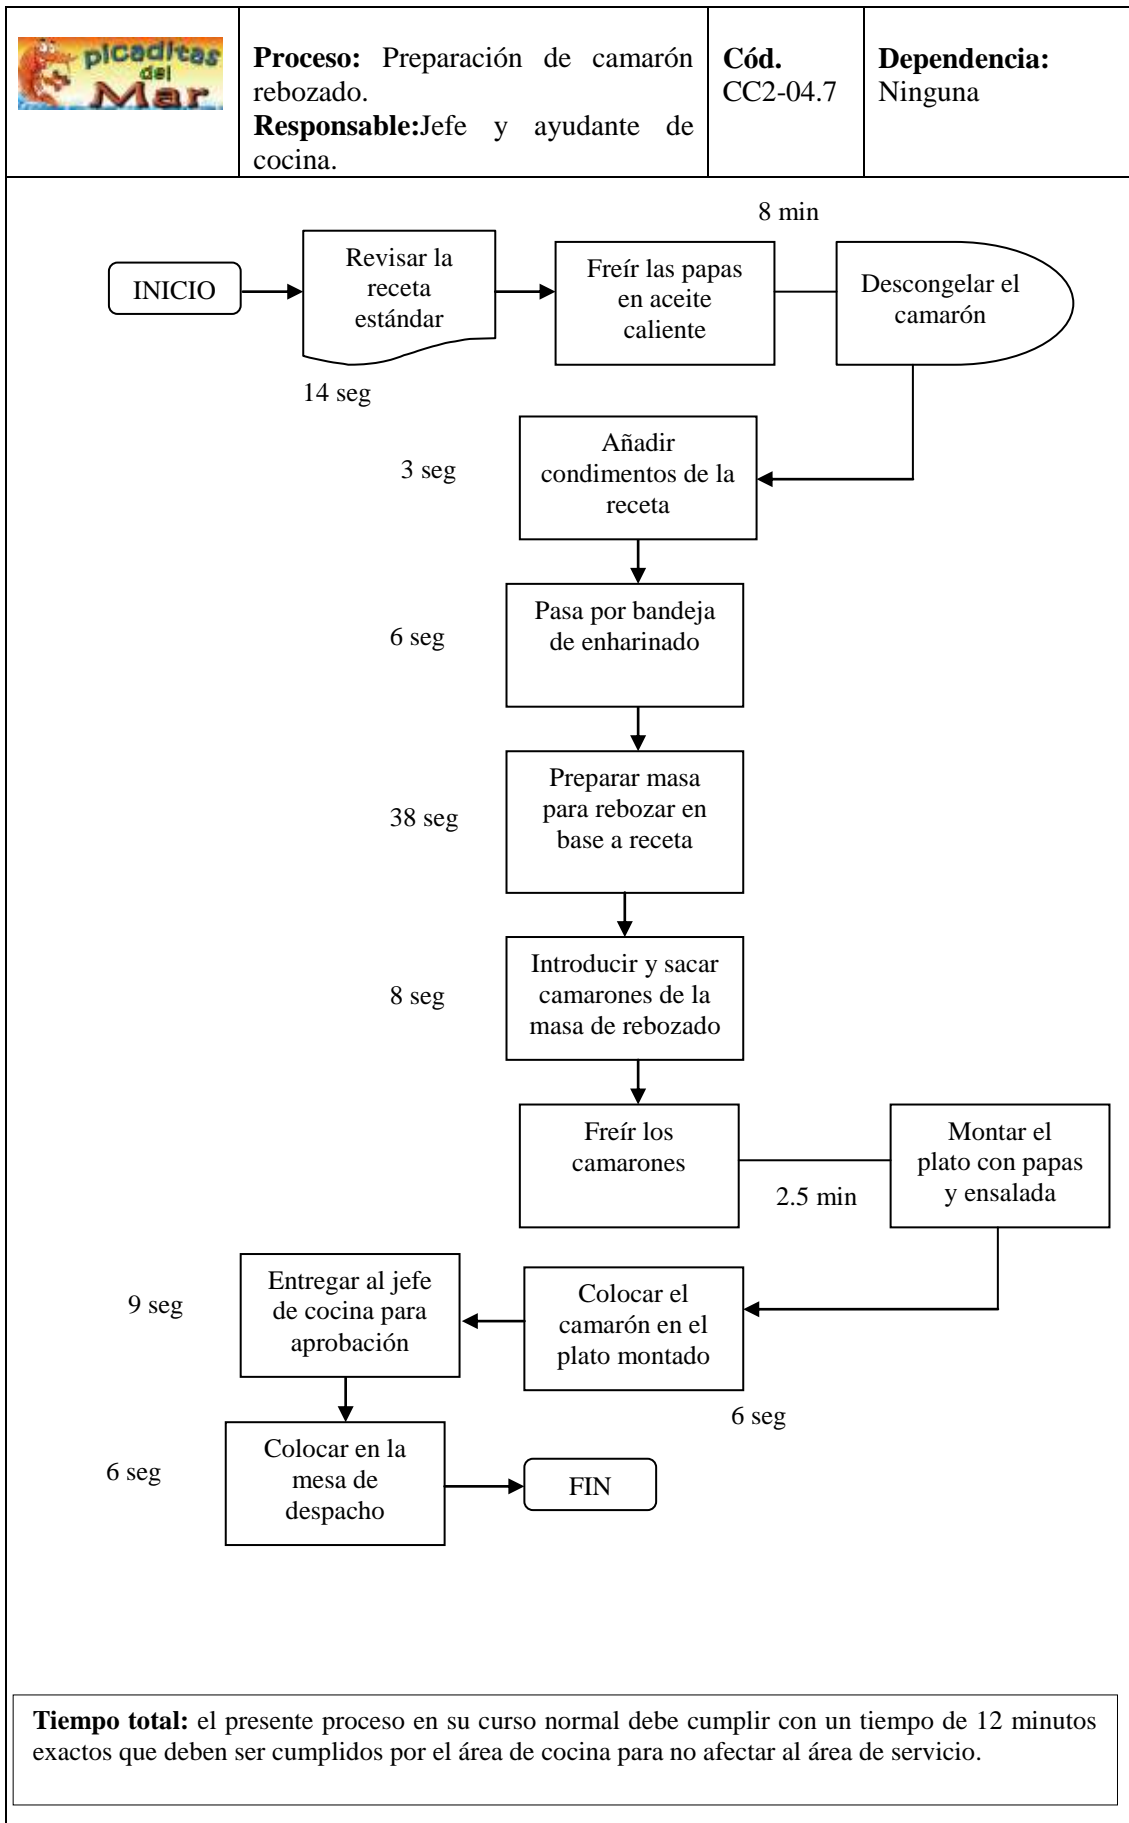 picaditas
del
Mar
Proceso: Preparación de camarón
rebozado.
Responsable:Jefe y ayudante de
cocina.
Cód.
CC2-04.7
Dependencia:
Ninguna
8 min
INICIO
Revisar la
receta
estándar
14 seg
Freír las papas
en aceite
caliente
Descongelar el
camarón
3 seg
Añadir
condimentos de la
receta
6 seg
Pasa por bandeja
de enharinado
38 seg
Preparar masa
para rebozar en
base a receta
8 seg
Introducir y sacar
camarones de la
masa de rebozado
Freír los
camarones
2.5 min
Montar el
plato con papas
y ensalada
9 seg
Entregar al jefe
de cocina para
aprobación
Colocar el
camarón en el
plato montado
6 seg
6 seg
Colocar en la
mesa de
despacho
FIN
Tiempo total: el presente proceso en su curso normal debe cumplir con un tiempo de 12 minutos
exactos que deben ser cumplidos por el área de cocina para no afectar al área de servicio.